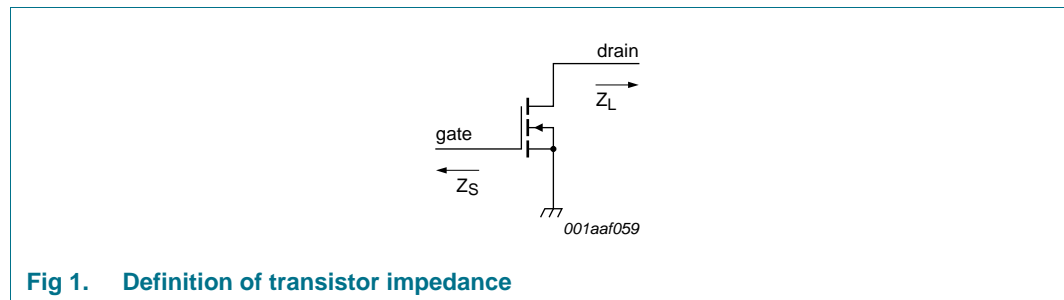 drain
Z_L
gate
Z_S
001aaf059
Fig 1. Definition of transistor impedance